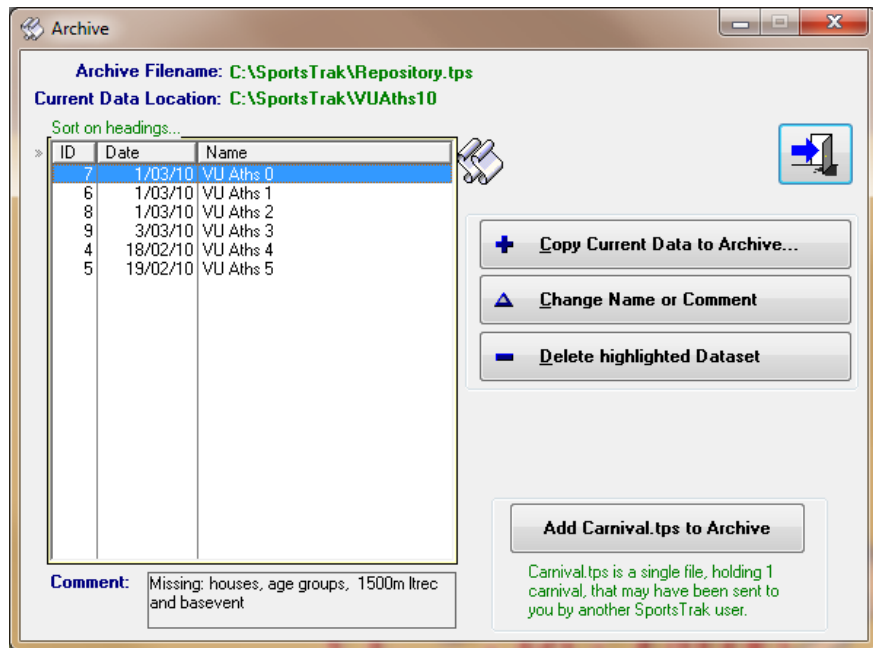 Archive
Archive Filename: C:\SportsTrak\Repository.tps
Current Data Location: C:\SportsTrak\VUAths10
Sort on headings...
» ID Date Name
7 1/03/10 VU Aths 0
6 1/03/10 VU Aths 1
8 1/03/10 VU Aths 2
9 3/03/10 VU Aths 3
4 18/02/10 VU Aths 4
5 19/02/10 VU Aths 5
Copy Current Data to Archive...
Change Name or Comment
Delete highlighted Dataset
Add Carnival.tps to Archive
Carnival.tps is a single file, holding 1
carnival, that may have been sent to
you by another SportsTrak user.
Comment: Missing: houses, age groups, 1500m ltrec
and basevent